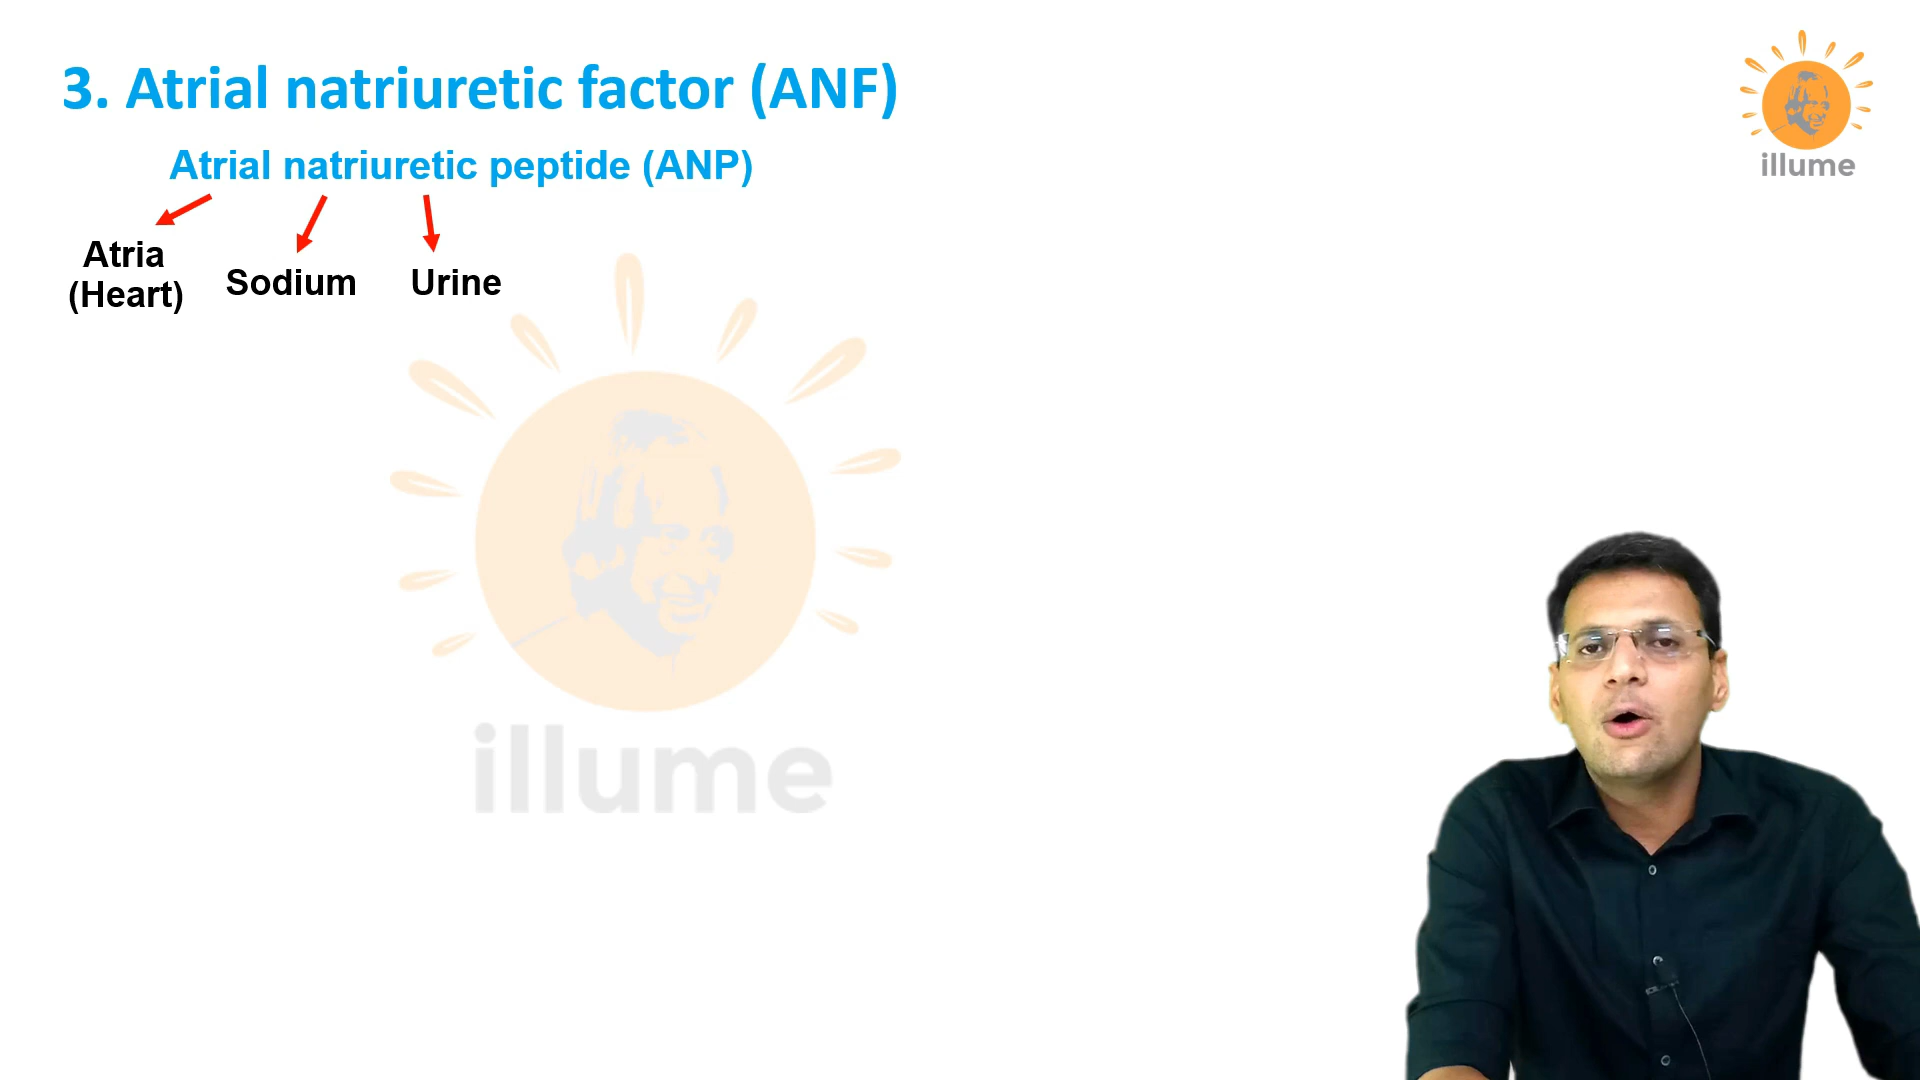 3. Atrial natriuretic factor (ANF)
Atrial natriuretic peptide (ANP)
Atria
(Heart)
Sodium
Urine
illume
illume